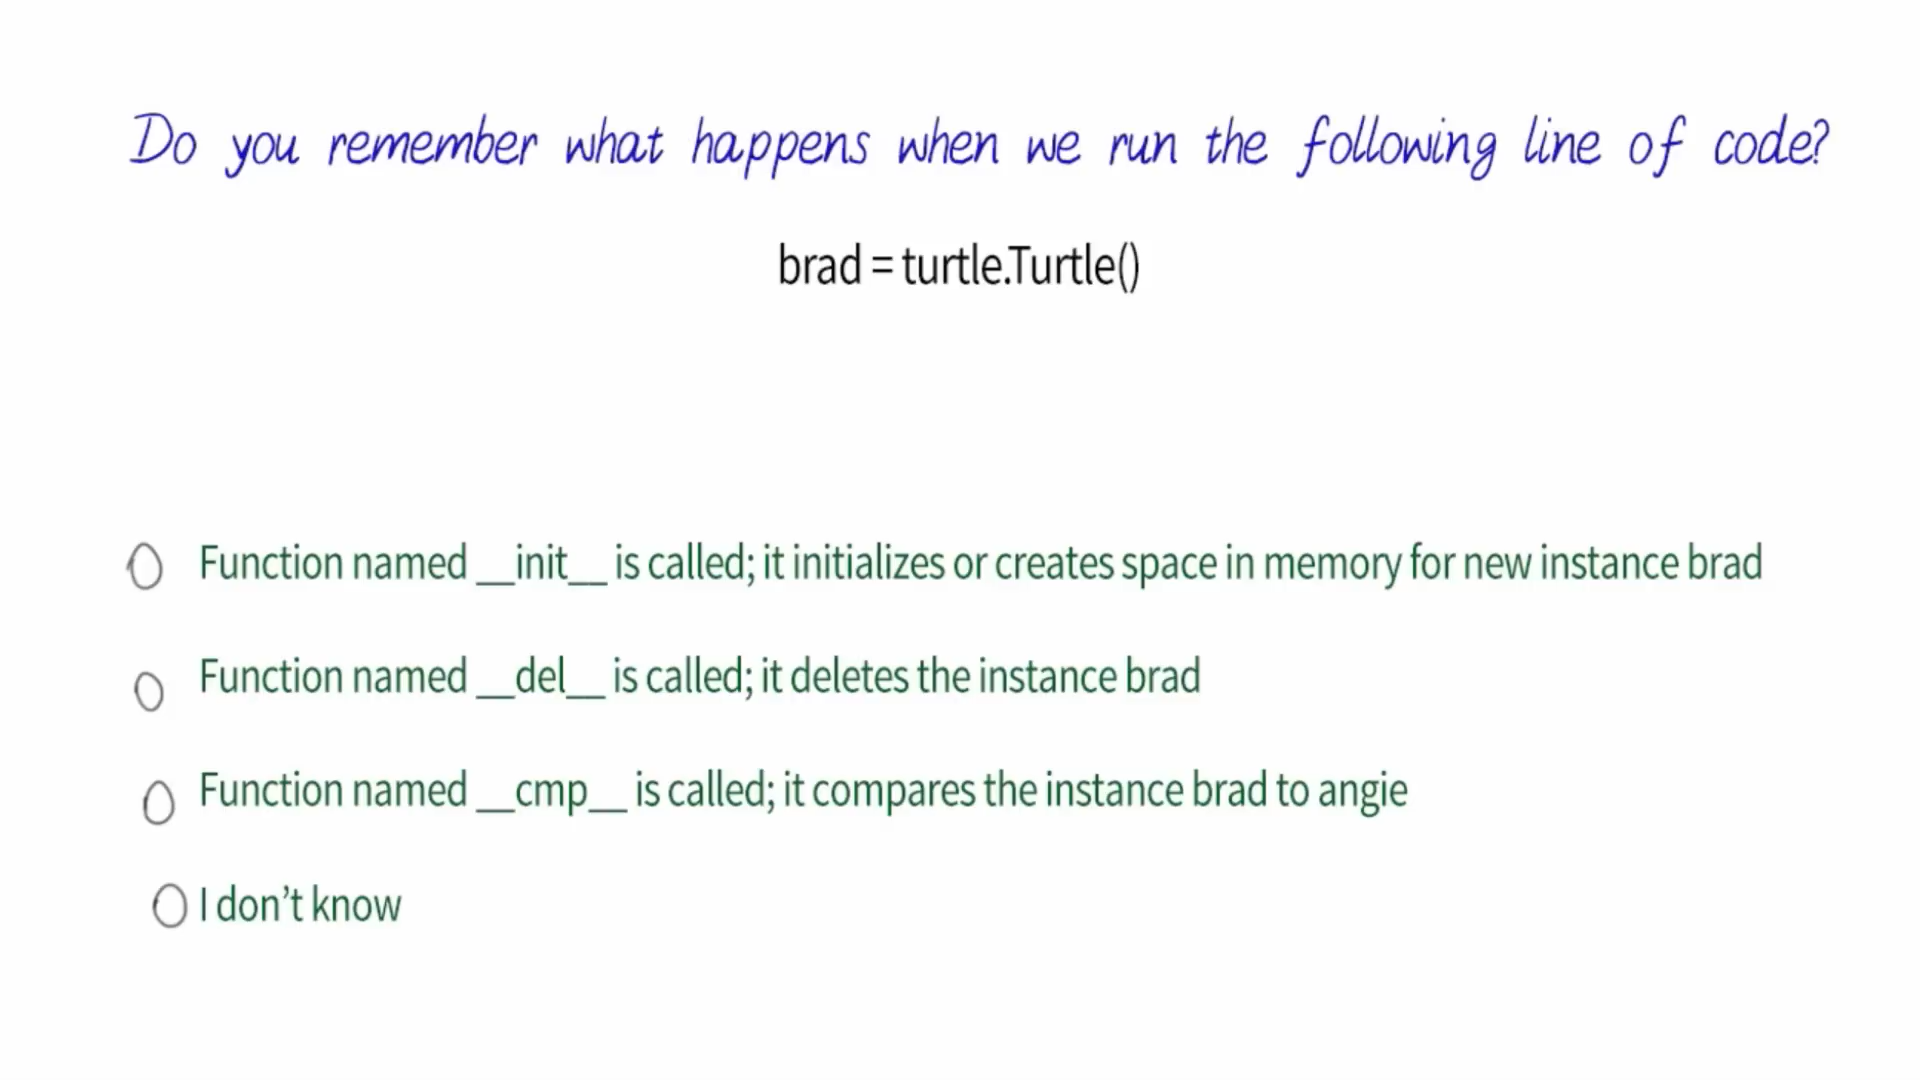 Do you remember what happens when we run the following line of code?
brad = turtle.Turtle()
Function named __init__ is called; it initializes or creates space in memory for new instance brad
Function named __del__ is called; it deletes the instance brad
Function named __cmp__ is called; it compares the instance brad to angie
I don’t know